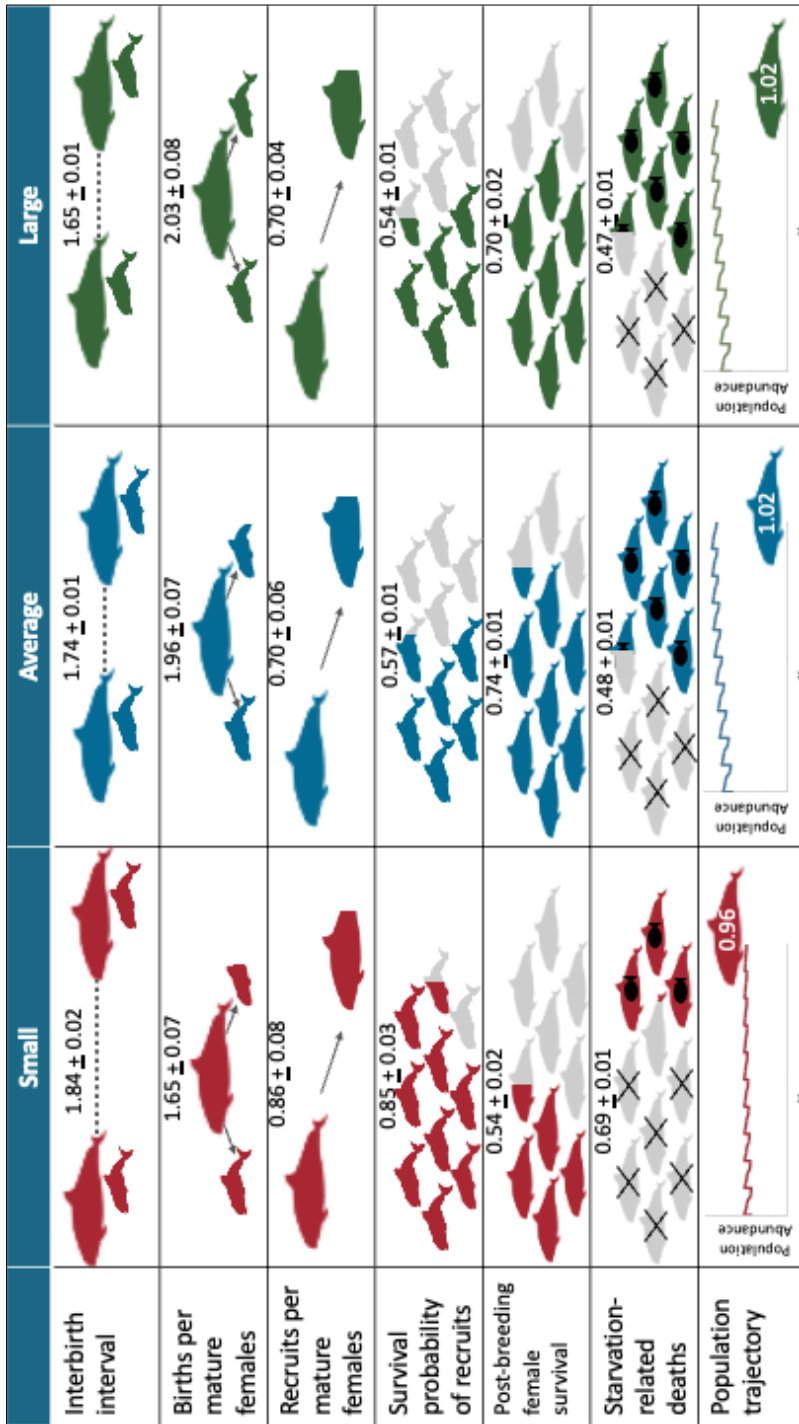 Small
Average
Large
Interbirth
interval
1.84 ± 0.02
1.74 ± 0.01
1.65 ± 0.01
Births per
mature
females
1.65 ± 0.07
1.96 ± 0.07
2.03 ± 0.08
Recruits per
mature
females
0.86 ± 0.08
0.70 ± 0.06
0.70 ± 0.04
Survival
probability
of recruits
0.85 ± 0.03
0.57 ± 0.01
0.54 ± 0.01
Post-breeding
female
survival
0.54 ± 0.02
0.74 ± 0.01
0.70 ± 0.02
Starvation-
related
deaths
0.69 ± 0.01
0.48 ± 0.01
0.47 ± 0.01
Population
trajectory
Population
Abundance
0.96
Population
Abundance
1.02
Population
Abundance
1.02